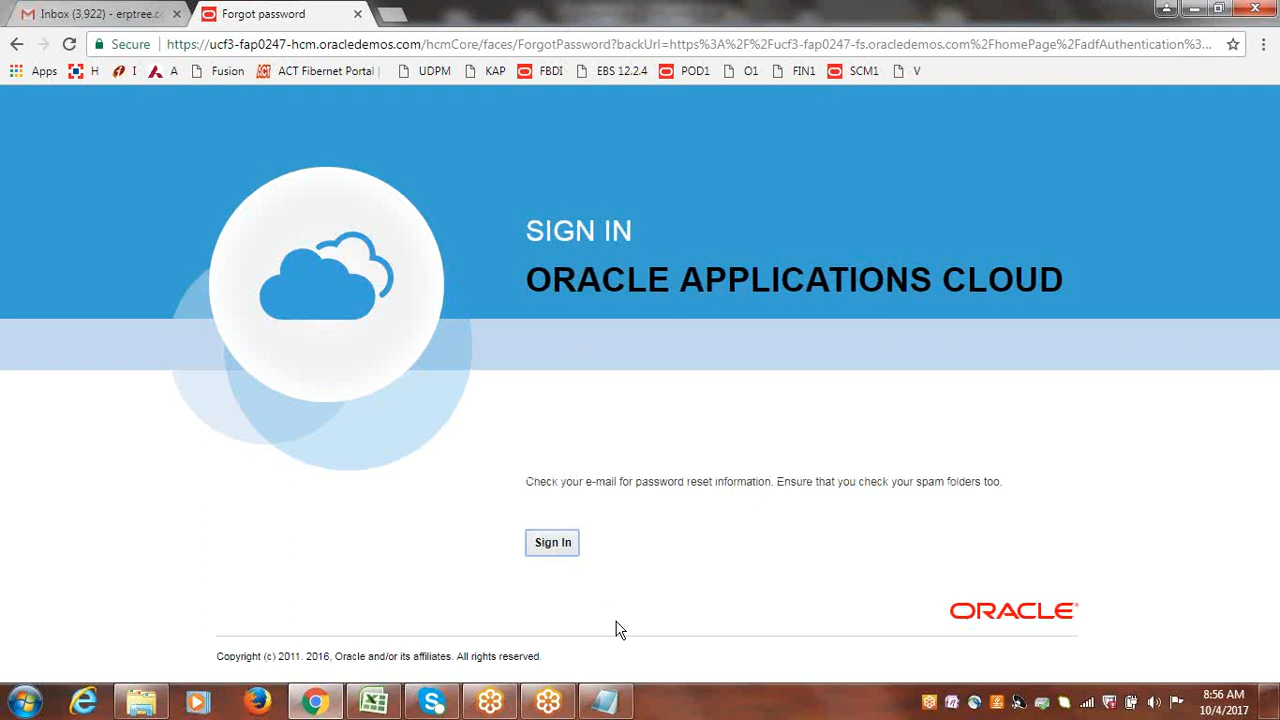 Inbox (3,922) - erptree.c
Forgot password
Secure
https://ucf3-fap0247-hcm.oracledemos.com/hcmCore/faces/ForgotPassword?backUrl=https%3A%2F%2Fucf3-fap0247-fs.oracledemos.com%2FhomePage%2FadfAuthentication%3...
Apps H I A Fusion ACT Fibernet Portal | UDPM KAP FBDI EBS 12.2.4 POD1 O1 FIN1 SCM1 V
SIGN IN
ORACLE APPLICATIONS CLOUD
Check your e-mail for password reset information. Ensure that you check your spam folders too.
Sign In
ORACLE
Copyright (c) 2011. 2016, Oracle and/or its affiliates. All rights reserved.
8:56 AM
10/4/2017